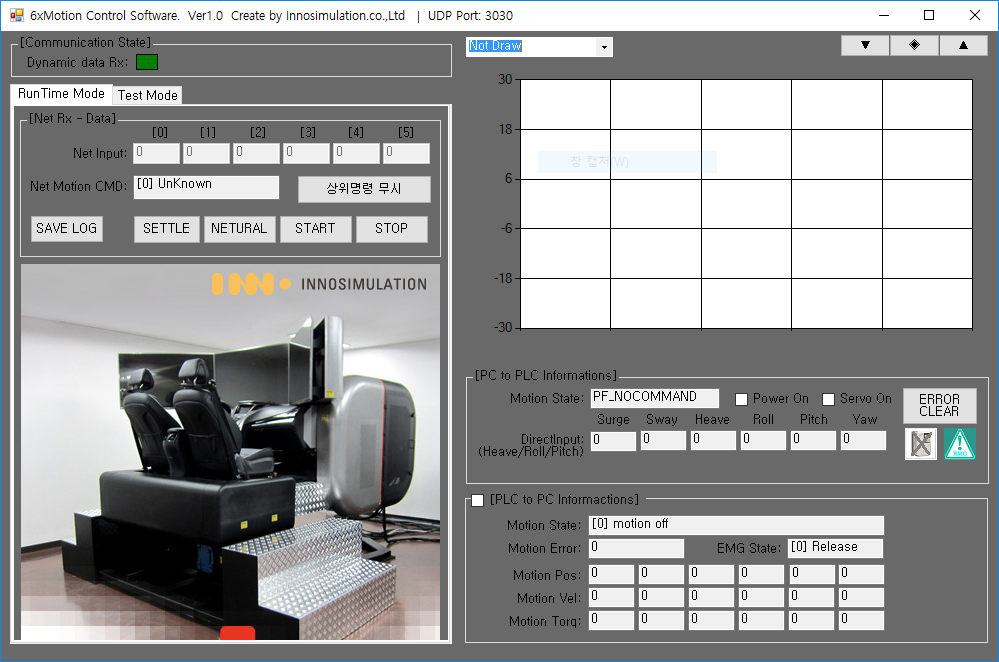 6xMotion Control Software.  Ver1.0  Create by Innosimulation.co.,Ltd   |  UDP Port: 3030
[Communication State]
Dynamic data Rx:
RunTime Mode
Test Mode
[Net Rx - Data]
[0] [1] [2] [3] [4] [5]
Net Input: 0 0 0 0 0 0
Net Motion CMD: [0] UnKnown
상위명령 무시
SAVE LOG SETTLE NETURAL START STOP
INNOSIMULATION
Not Draw
▼ ◈ ▲
30
18
6
-6
-18
-30
창 캡처(W)
[PC to PLC Informations]
Motion State: PF_NOCOMMAND Power On Servo On
ERROR
CLEAR
Surge Sway Heave Roll Pitch Yaw
DirectInput: 0 0 0 0 0 0
(Heave/Roll/Pitch)
EMG
[PLC to PC Informactions]
Motion State: [0] motion off
Motion Error: 0 EMG State: [0] Release
Motion Pos: 0 0 0 0 0 0
Motion Vel: 0 0 0 0 0 0
Motion Torq: 0 0 0 0 0 0